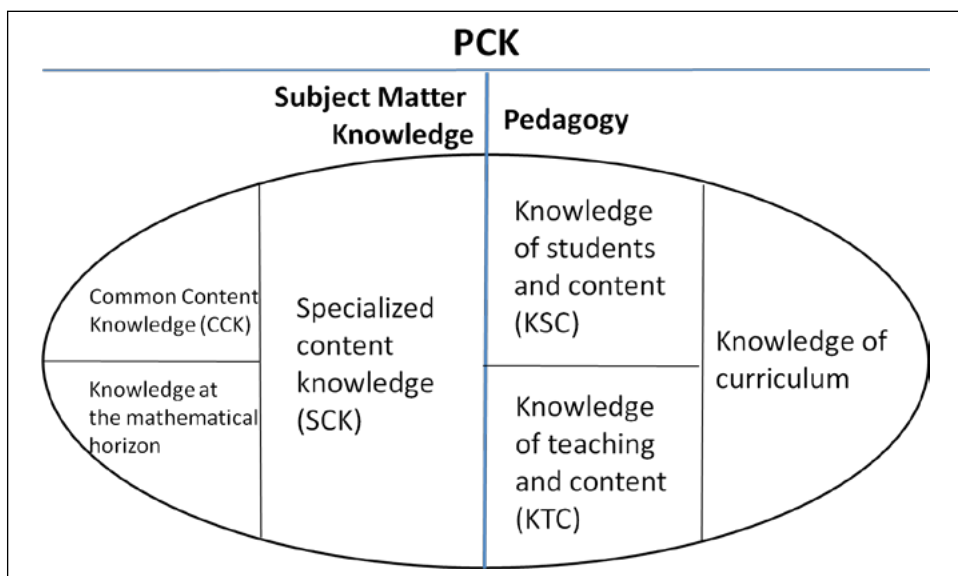 PCK
Subject Matter
Knowledge
Pedagogy
Common Content
Knowledge (CCK)
Knowledge at
the mathematical
horizon
Specialized
content
knowledge
(SCK)
Knowledge
of students
and content
(KSC)
Knowledge
of teaching
and content
(KTC)
Knowledge of
curriculum